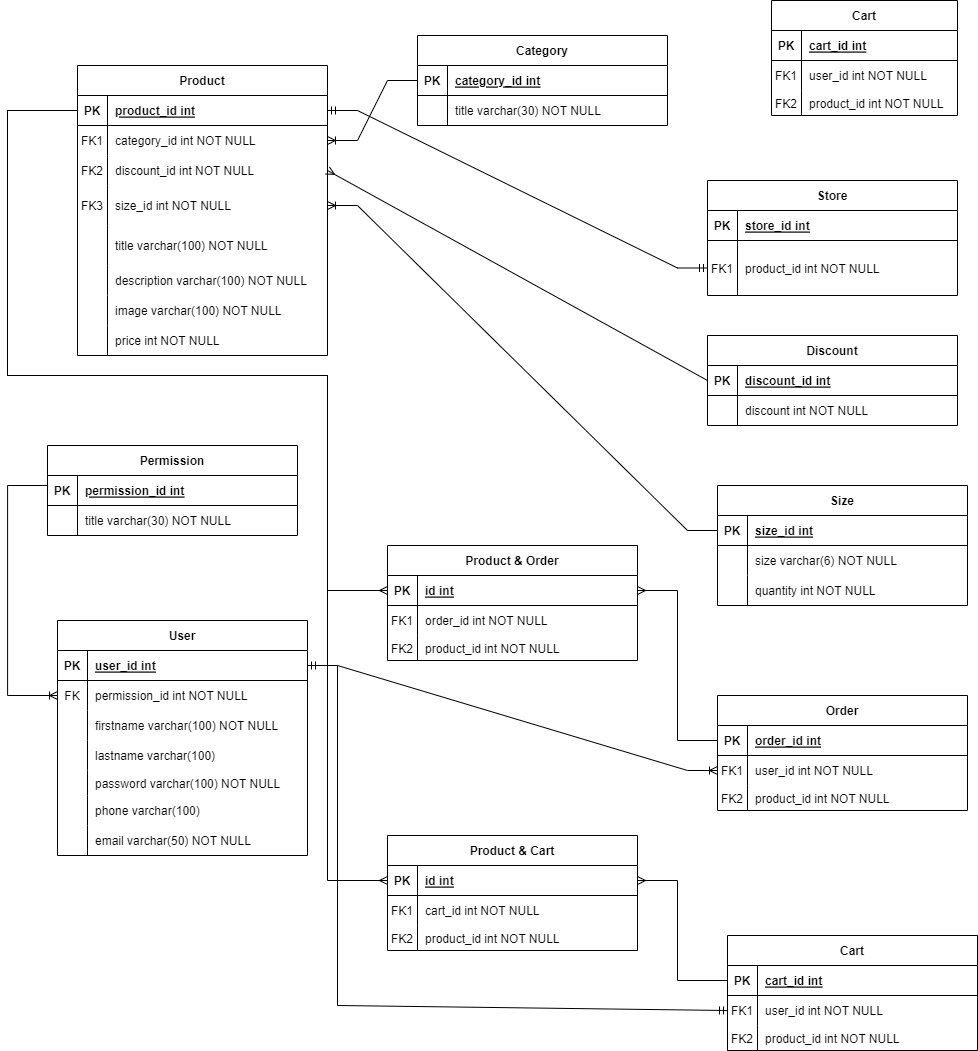 Cart
PK cart_id int
FK1 user_id int NOT NULL
FK2 product_id int NOT NULL
Category
PK category_id int
title varchar(30) NOT NULL
Product
PK product_id int
FK1 category_id int NOT NULL
FK2 discount_id int NOT NULL
FK3 size_id int NOT NULL
title varchar(100) NOT NULL
description varchar(100) NOT NULL
image varchar(100) NOT NULL
price int NOT NULL
Store
PK store_id int
FK1 product_id int NOT NULL
Discount
PK discount_id int
discount int NOT NULL
Permission
PK permission_id int
title varchar(30) NOT NULL
Size
PK size_id int
size varchar(6) NOT NULL
quantity int NOT NULL
Product & Order
PK id int
FK1 order_id int NOT NULL
FK2 product_id int NOT NULL
User
PK user_id int
FK permission_id int NOT NULL
firstname varchar(100) NOT NULL
lastname varchar(100)
password varchar(100) NOT NULL
phone varchar(100)
email varchar(50) NOT NULL
Order
PK order_id int
FK1 user_id int NOT NULL
FK2 product_id int NOT NULL
Product & Cart
PK id int
FK1 cart_id int NOT NULL
FK2 product_id int NOT NULL
Cart
PK cart_id int
FK1 user_id int NOT NULL
FK2 product_id int NOT NULL